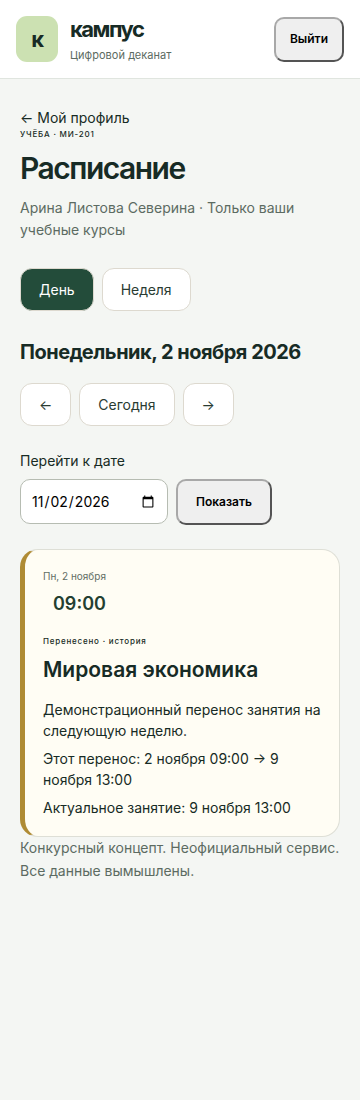 к
кампус
Цифровой деканат
Выйти
← Мой профиль
УЧЁБА · МИ-201
Расписание
Арина Листова Северина · Только ваши
учебные курсы
День
Неделя
Понедельник, 2 ноября 2026
←
Сегодня
→
Перейти к дате
11/02/2026
Показать
Пн, 2 ноября
09:00
Перенесено · история
Мировая экономика
Демонстрационный перенос занятия на
следующую неделю.
Этот перенос: 2 ноября 09:00 → 9
ноября 13:00
Актуальное занятие: 9 ноября 13:00
Конкурсный концепт. Неофициальный сервис.
Все данные вымышлены.